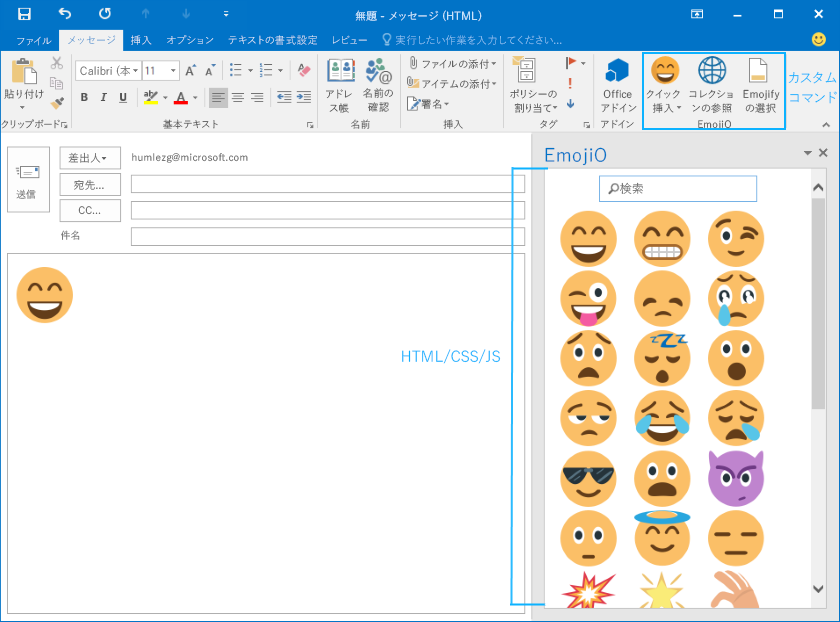 無題 - メッセージ (HTML)
ファイル メッセージ 挿入 オプション テキストの書式設定 レビュー 実行したい作業を入力してください...
貼り付け
クリップボード
Calibri (本 11
B I U
aby A
基本テキスト
アドレス帳
名前の確認
名前
ファイルの添付
アイテムの添付
署名
挿入
ポリシーの割り当て
タグ
Office
アドイン
アドイン
クイック挿入
コレクションの参照
Emojify
の選択
EmojiO
カスタム
コマンド
送信
差出人 humlezg@microsoft.com
宛先...
CC...
件名
HTML/CSS/JS
EmojiO
検索
zzz